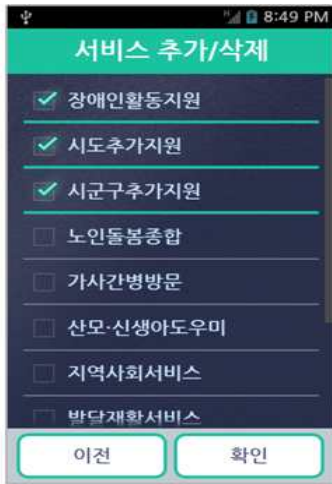 8:49 PM
서비스 추가/삭제
장애인활동지원
시도추가지원
시군구추가지원
노인돌봄종합
가사간병방문
산모·신생아도우미
지역사회서비스
발달재활서비스
이전
확인